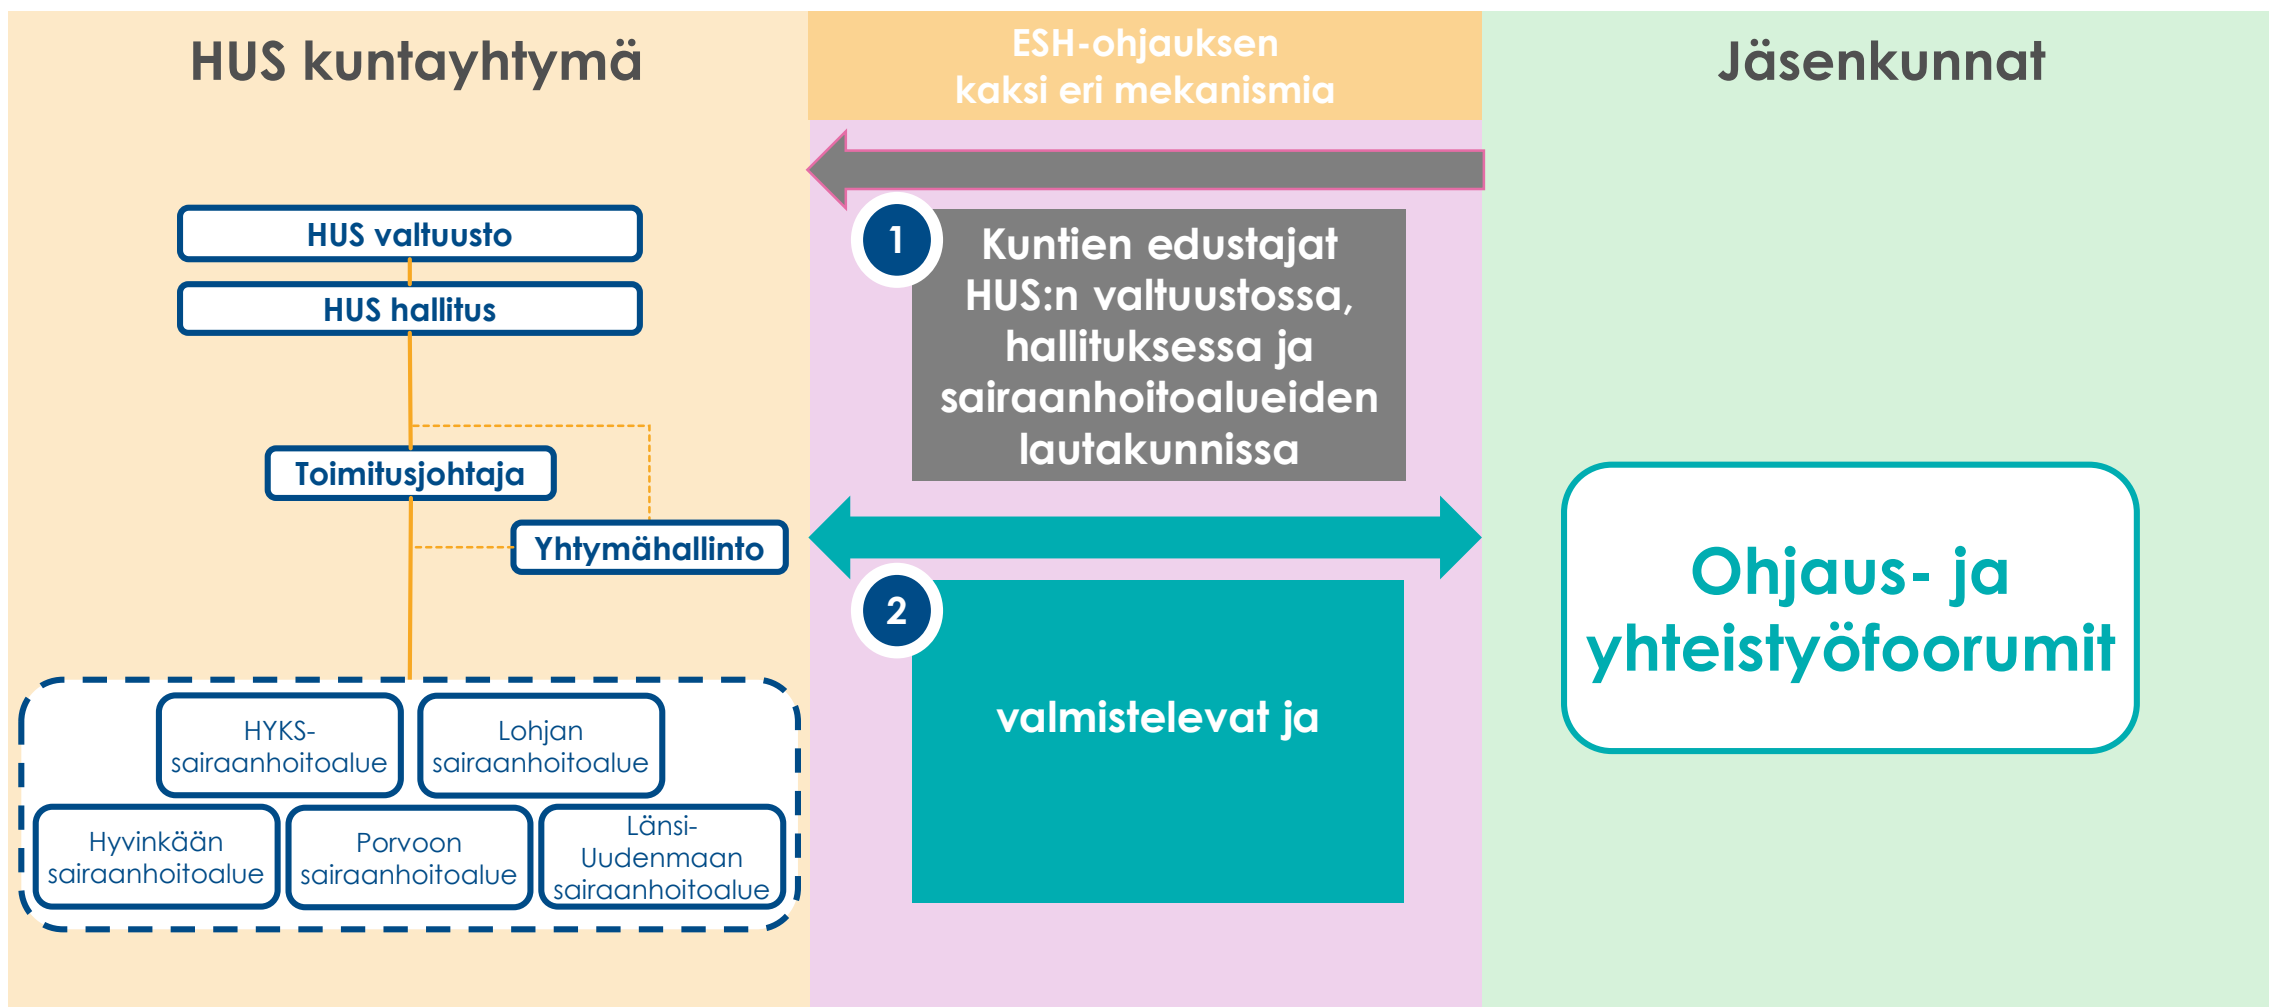 HUS kuntayhtymä
HUS valtuusto
HUS hallitus
Toimitusjohtaja
Yhtymähallinto
HYKS-
sairaanhoitoalue
Lohjan
sairaanhoitoalue
Hyvinkään
sairaanhoitoalue
Porvoon
sairaanhoitoalue
Länsi-
Uudenmaan
sairaanhoitoalue
ESH-ohjauksen
kaksi eri mekanismia
1
Kuntien edustajat
HUS:n valtuustossa,
hallituksessa ja
sairaanhoitoalueiden
lautakunnissa
2
valmistelevat ja
Jäsenkunnat
Ohjaus- ja
yhteistyöfoorumit